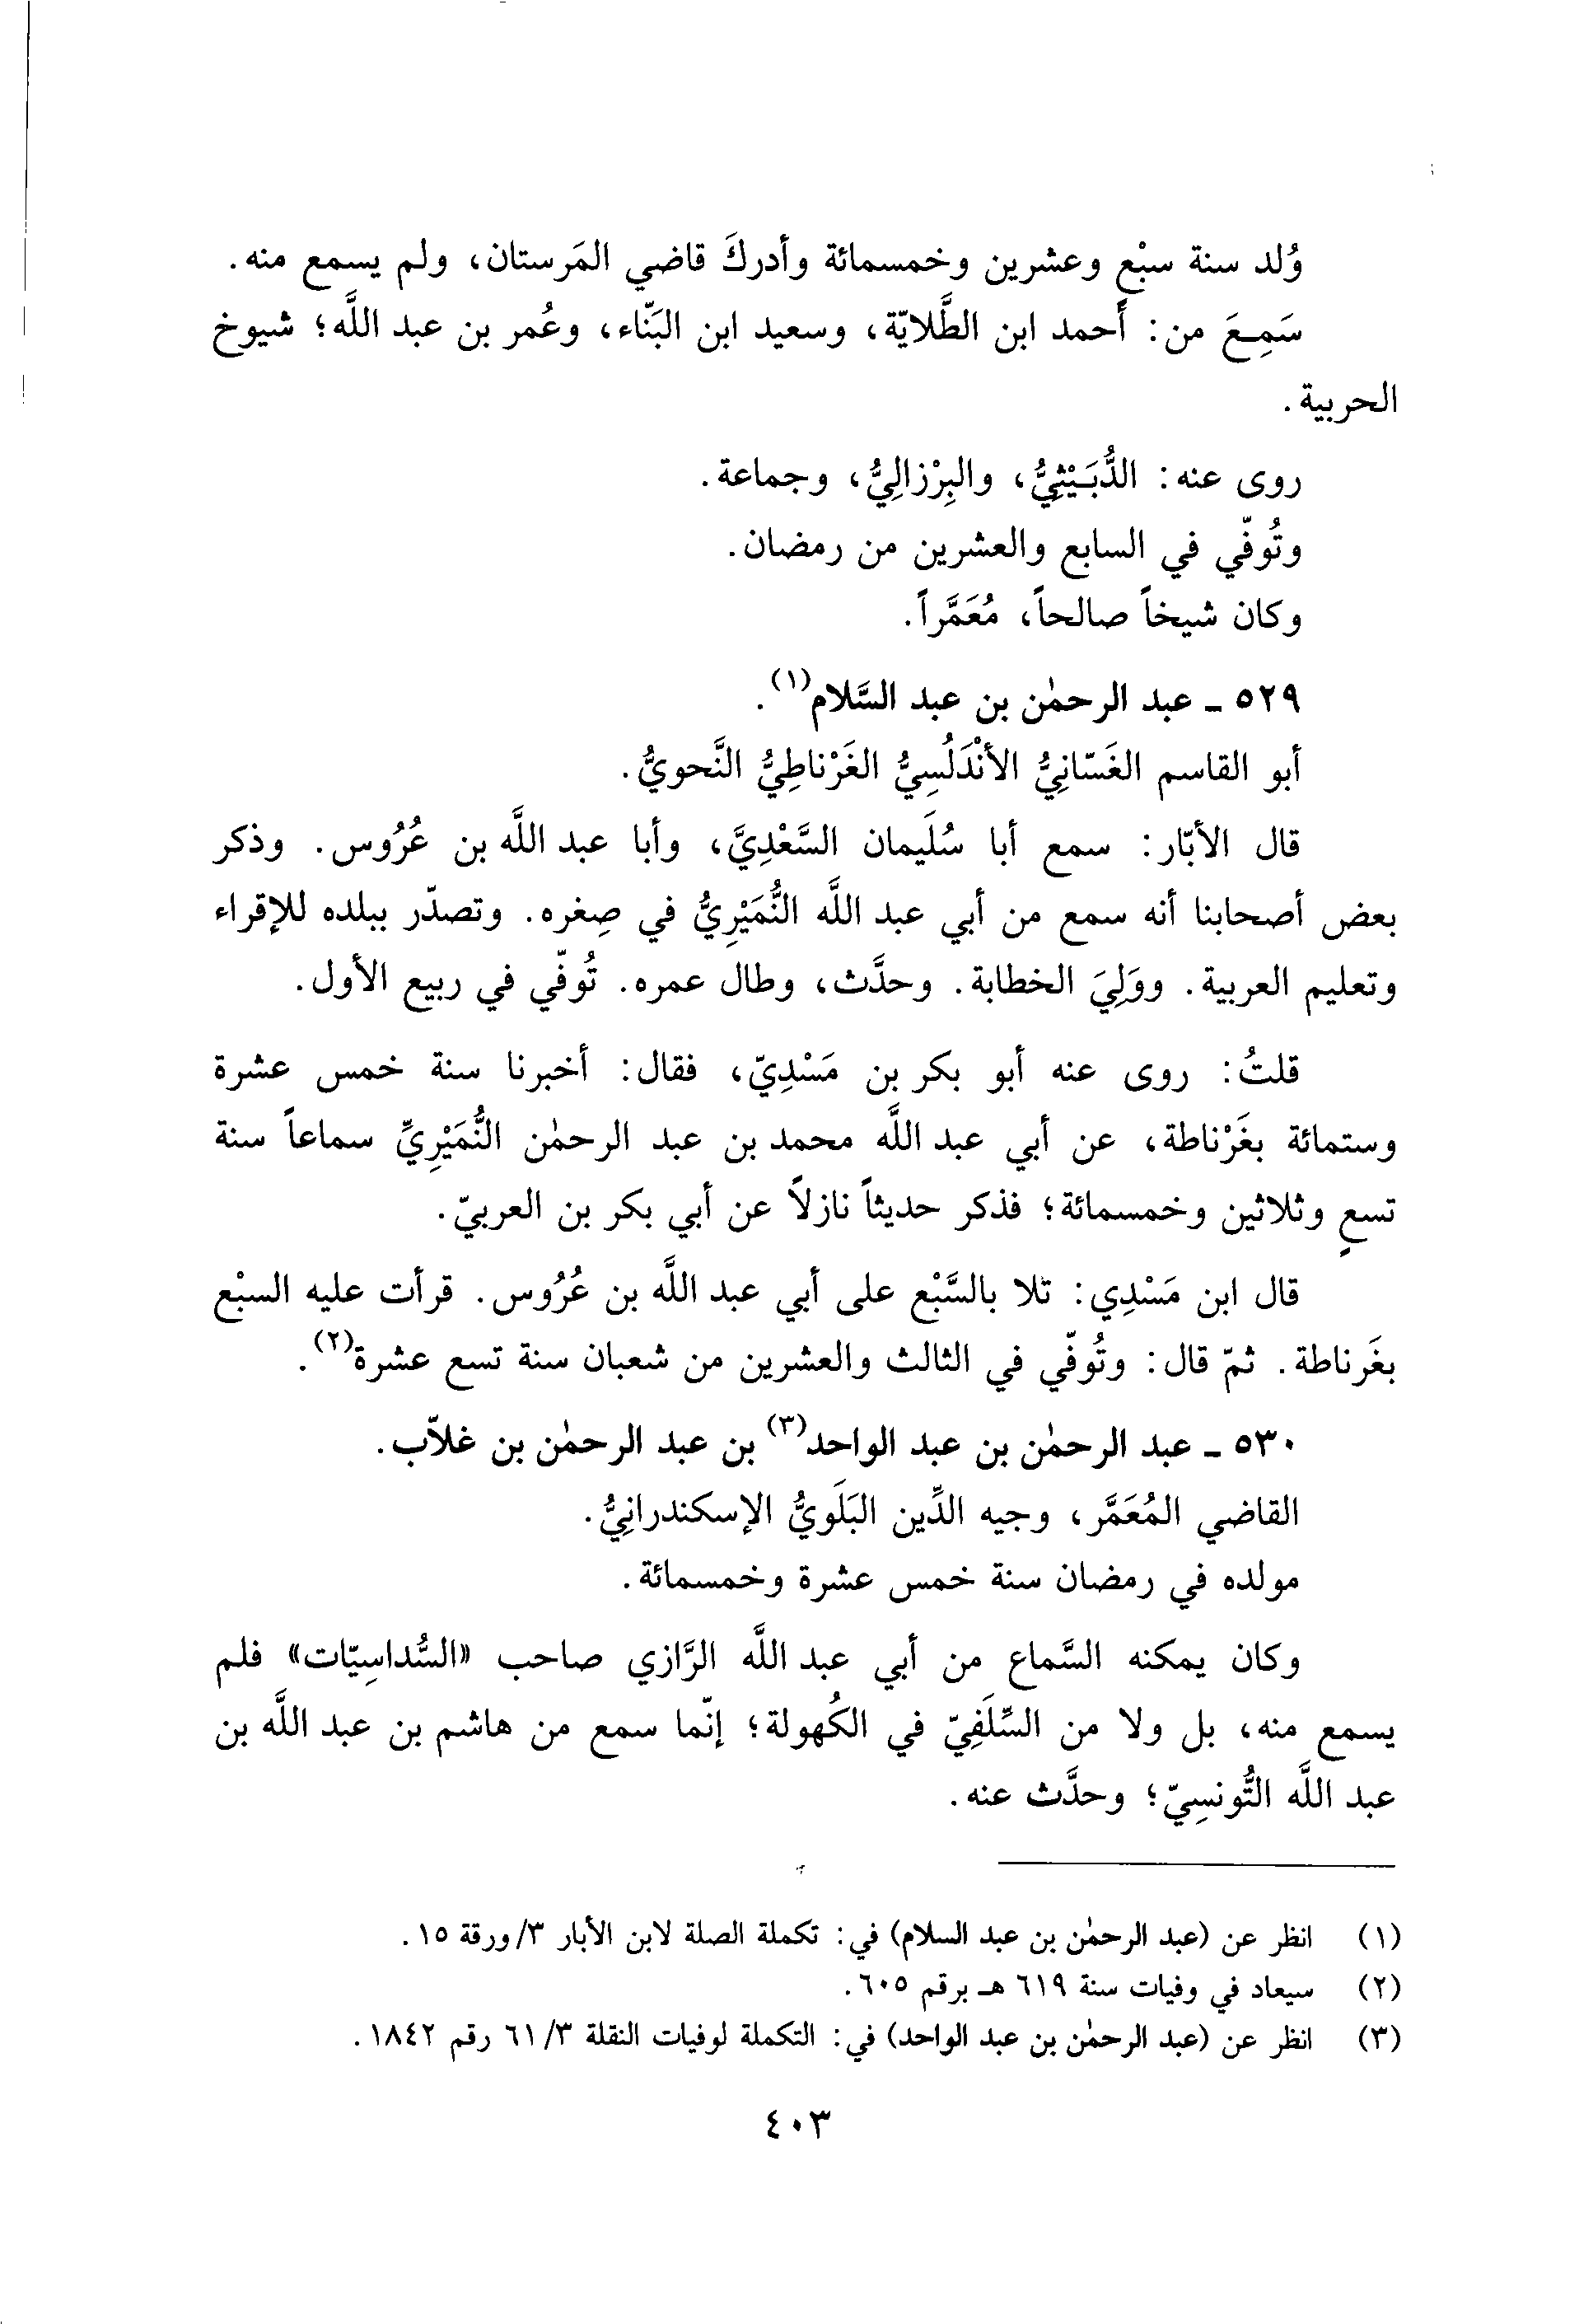 وُلد سنة سبْعٍ وعشرين وخمسمائة وأدركَ قاضي المَرستان، ولم يسمع منه.
سَمِعَ من: أحمد ابن الطَّلايّة، وسعيد ابن البَنّاء، وعُمر بن عبد اللَّه؛ شيوخ
الحربية.
روى عنه: الدُّبَيْثِيُّ، والبِرْزالِيُّ، وجماعة.
وتُوفّي في السابع والعشرين من رمضان.
وكان شيخاً صالحاً، مُعَمَّراً.
٥٢٩ ـ عبد الرحمٰن بن عبد السَّلام(١).
أبو القاسم الغَسّانِيُّ الأنْدَلُسِيُّ الغَرْناطِيُّ النَّحويُّ.
قال الأبّار: سمع أبا سُلَيمان السَّعْدِيَّ، وأبا عبد اللَّه بن عُرُوس. وذكر
بعض أصحابنا أنه سمع من أبي عبد اللَّه النُّمَيْرِيُّ في صِغره. وتصدّر ببلده للإقراء
وتعليم العربية. ووَلِيَ الخطابة. وحدَّث، وطال عمره. تُوفّي في ربيع الأول.
قلتُ: روى عنه أبو بكر بن مَسْدِيّ، فقال: أخبرنا سنة خمس عشرة
وستمائة بغَرْناطة، عن أبي عبد اللَّه محمد بن عبد الرحمٰن النُّمَيْرِيِّ سماعاً سنة
تسعٍ وثلاثين وخمسمائة؛ فذكر حديثاً نازلاً عن أبي بكر بن العربيّ.
قال ابن مَسْدِي: تلا بالسَّبْع على أبي عبد اللَّه بن عُرُوس. قرأت عليه السبْع
بغَرناطة. ثمّ قال: وتُوفّي في الثالث والعشرين من شعبان سنة تسع عشرة(٢).
٥٣٠ ـ عبد الرحمٰن بن عبد الواحد(٣) بن عبد الرحمٰن بن غلاّب.
القاضي المُعَمَّر، وجيه الدِّين البَلَويُّ الإسكندرانِيُّ.
مولده في رمضان سنة خمس عشرة وخمسمائة.
وكان يمكنه السَّماع من أبي عبد اللَّه الرَّازي صاحب «السُّداسِيّات» فلم
يسمع منه، بل ولا من السِّلَفِيّ في الكُهولة؛ إنّما سمع من هاشم بن عبد اللَّه بن
عبد اللَّه التُّونسِيّ؛ وحدَّث عنه.
(١) انظر عن (عبد الرحمٰن بن عبد السلام) في: تكملة الصلة لابن الأبار ٣/ورقة ١٥.
(٢) سيعاد في وفيات سنة ٦١٩ هـ برقم ٦٠٥.
(٣) انظر عن (عبد الرحمٰن بن عبد الواحد) في: التكملة لوفيات النقلة ٦١/٣ رقم ١٨٤٢.
٤٠٣